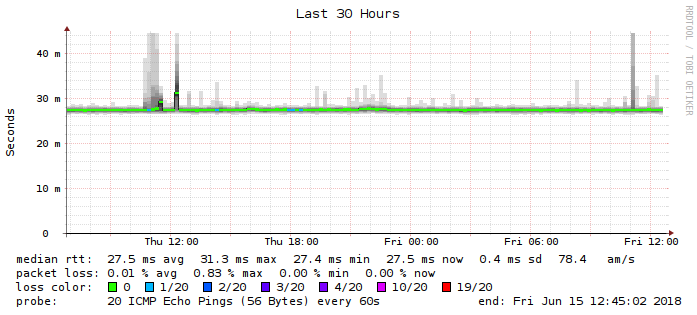 Last 30 Hours
RRDTOOL / TOBI OETIKER
Seconds
40 m
30 m
20 m
10 m
0
Thu 12:00 Thu 18:00 Fri 00:00 Fri 06:00 Fri 12:00
median rtt: 27.5 ms avg 31.3 ms max 27.4 ms min 27.5 ms now 0.4 ms sd 78.4 am/s
packet loss: 0.01 % avg 0.83 % max 0.00 % min 0.00 % now
loss color: 0 1/20 2/20 3/20 4/20 10/20 19/20
probe: 20 ICMP Echo Pings (56 Bytes) every 60s end: Fri Jun 15 12:45:02 2018